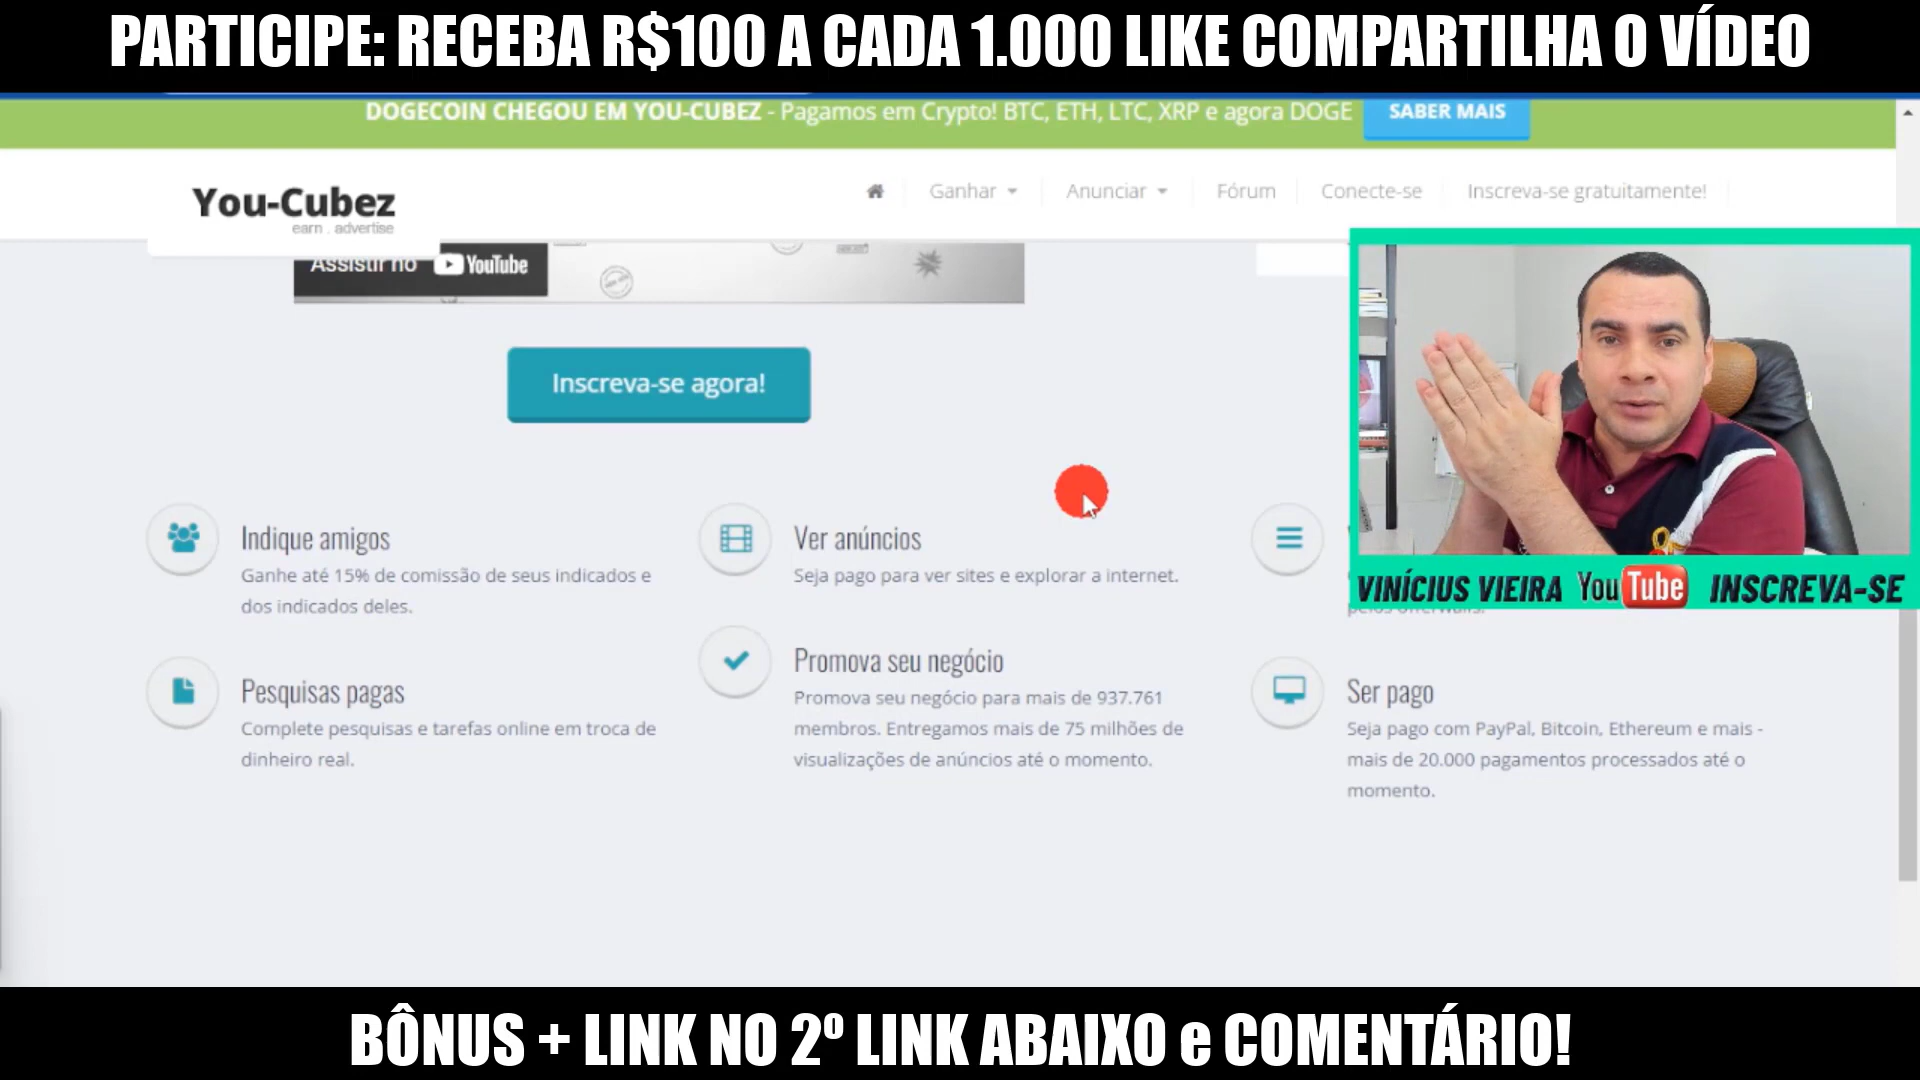 PARTICIPE: RECEBA R$100 A CADA 1.000 LIKE COMPARTILHA O VÍDEO
DOGECOIN CHEGOU EM YOU-CUBEZ - Pagamos em Crypto! BTC, ETH, LTC, XRP e agora DOGE
SABER MAIS
You-Cubez
earn . advertise
Ganhar
Anunciar
Fórum
Conecte-se
Inscreva-se gratuitamente!
Assistir no YouTube
Inscreva-se agora!
Indique amigos
Ganhe até 15% de comissão de seus indicados e
dos indicados deles.
Ver anúncios
Seja pago para ver sites e explorar a internet.
VINÍCIUS VIEIRA YouTube INSCREVA-SE
Pesquisas pagas
Complete pesquisas e tarefas online em troca de
dinheiro real.
Promova seu negócio
Promova seu negócio para mais de 937.761
membros. Entregamos mais de 75 milhões de
visualizações de anúncios até o momento.
Ser pago
Seja pago com PayPal, Bitcoin, Ethereum e mais -
mais de 20.000 pagamentos processados até o
momento.
BÔNUS + LINK NO 2º LINK ABAIXO e COMENTÁRIO!